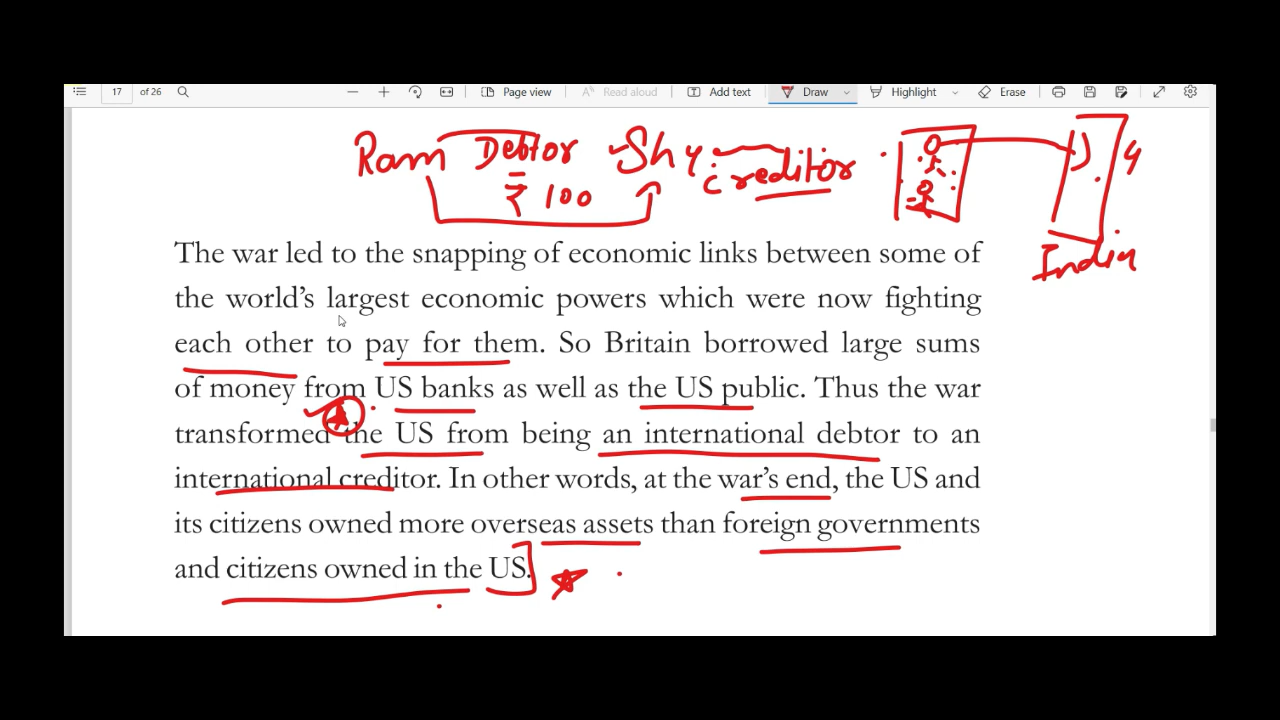 17 of 26 Page view Read aloud Add text Draw Highlight Erase
Ram Debtor Shy creditor
₹ 100
India
The war led to the snapping of economic links between some of
the world's largest economic powers which were now fighting
each other to pay for them. So Britain borrowed large sums
of money from US banks as well as the US public. Thus the war
transformed the US from being an international debtor to an
international creditor. In other words, at the war's end, the US and
its citizens owned more overseas assets than foreign governments
and citizens owned in the US.